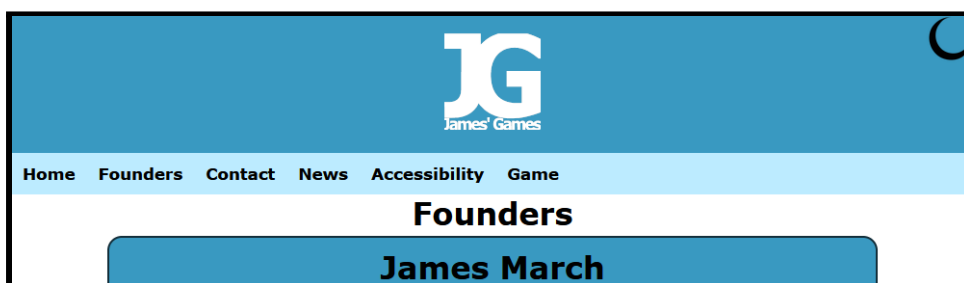 JG
James' Games
Home Founders Contact News Accessibility Game
Founders
James March